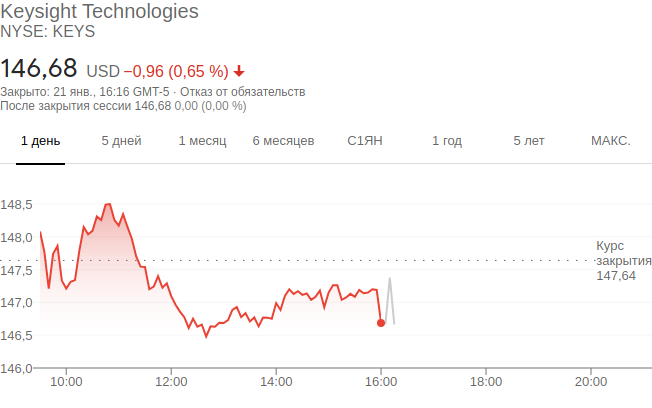 Keysight Technologies
NYSE: KEYS
146,68 USD −0,96 (0,65 %)
Закрыто: 21 янв., 16:16 GMT-5 · Отказ от обязательств
После закрытия сессии 146,68 0,00 (0,00 %)
1 день 5 дней 1 месяц 6 месяцев С1ЯН 1 год 5 лет МАКС.
148,5
148,0
Курс
закрытия
147,64
147,5
147,0
146,5
146,0
10:00 12:00 14:00 16:00 18:00 20:00